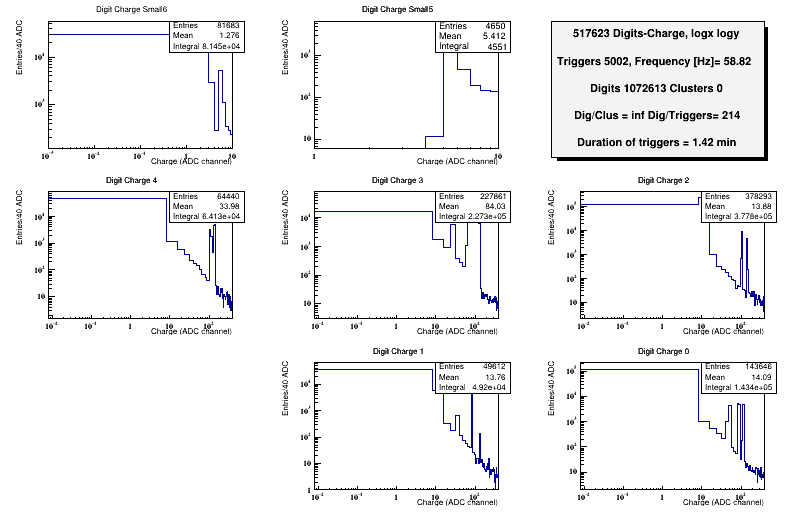 Digit Charge Small6
Entries 81683
Mean 1.276
Integral 8.145e+04
Entries/40 ADC
Charge (ADC channel)
Digit Charge Small5
Entries 4650
Mean 5.412
Integral 4551
Entries/40 ADC
Charge (ADC channel)
517623 Digits-Charge, logx logy
Triggers 5002, Frequency [Hz]= 58.82
Digits 1072613 Clusters 0
Dig/Clus = inf Dig/Triggers= 214
Duration of triggers = 1.42 min
Digit Charge 4
Entries 64440
Mean 33.98
Integral 6.413e+04
Entries/40 ADC
Charge (ADC channel)
Digit Charge 3
Entries 227861
Mean 84.03
Integral 2.273e+05
Entries/40 ADC
Charge (ADC channel)
Digit Charge 2
Entries 378293
Mean 13.88
Integral 3.778e+05
Entries/40 ADC
Charge (ADC channel)
Digit Charge 1
Entries 49612
Mean 13.76
Integral 4.92e+04
Entries/40 ADC
Charge (ADC channel)
Digit Charge 0
Entries 143646
Mean 14.09
Integral 1.434e+05
Entries/40 ADC
Charge (ADC channel)